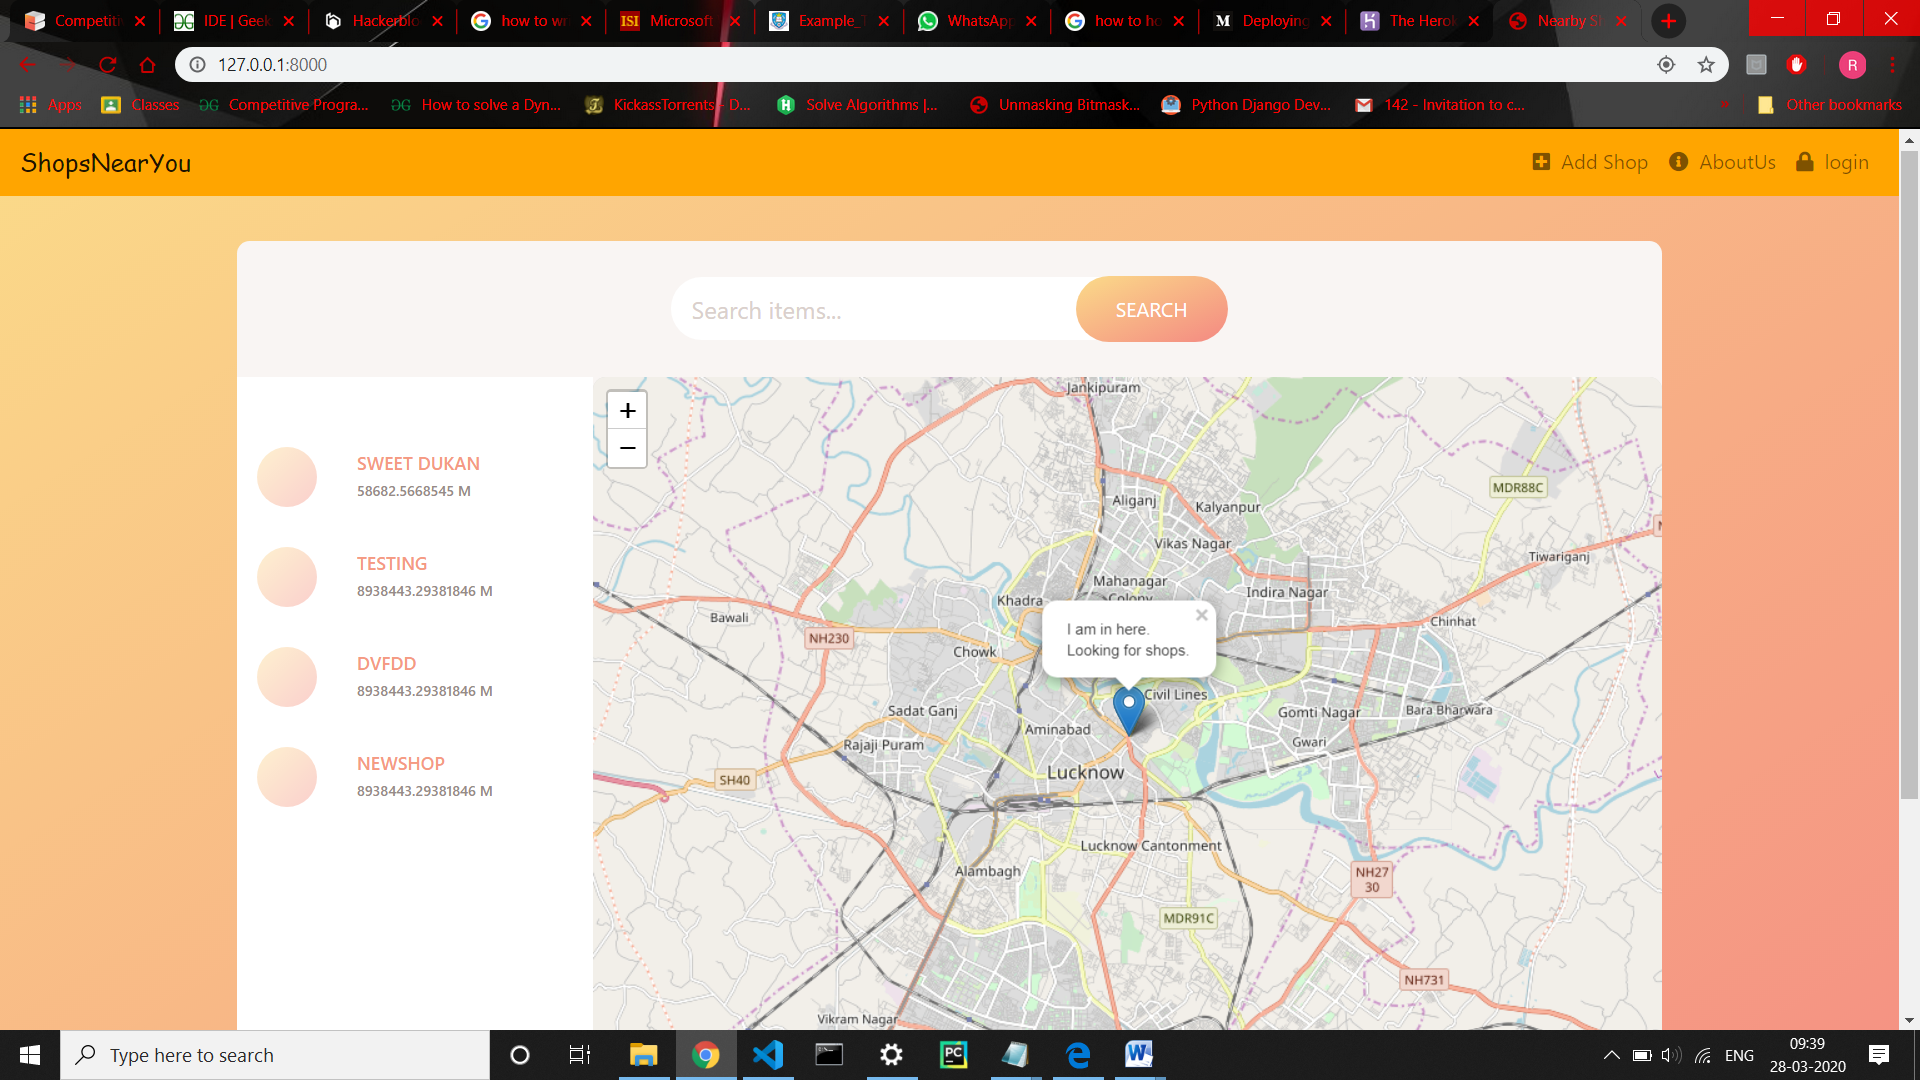 Competiti
IDE | Geek
Hackerblo
how to wr
ISI Microsoft
Example_T
WhatsApp
how to ho
M Deploying
The Herok
Nearby S
127.0.0.1:8000
R
Apps
Classes
Competitive Progra...
How to solve a Dyn...
KickassTorrents - D...
Solve Algorithms |...
Unmasking Bitmask...
Python Django Dev...
142 - Invitation to c...
Other bookmarks
ShopsNearYou
Add Shop
AboutUs
login
Search items...
SEARCH
SWEET DUKAN
58682.5668545 M
TESTING
8938443.29381846 M
DVFDD
8938443.29381846 M
NEWSHOP
8938443.29381846 M
+
−
Jankipuram
MDR88C
Aliganj
Kalyanpur
Vikas Nagar
Tiwariganj
Mahanagar
Colony
Indira Nagar
Khadra
Bawali
Chinhat
NH230
I am in here.
Looking for shops.
Chowk
Civil Lines
Sadat Ganj
Gomti Nagar
Bara Bharwara
Aminabad
Rajaji Puram
Gwari
Lucknow
SH40
Lucknow Cantonment
Alambagh
NH27
30
MDR91C
NH731
Vikram Nagar
Type here to search
PC
ENG
09:39
28-03-2020